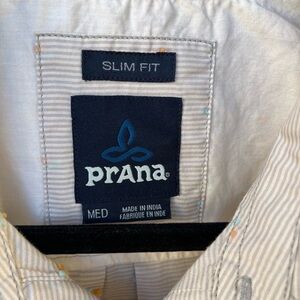 SLIM FIT
prAna®
MED
MADE IN INDIA
FABRIQUÉ EN INDE